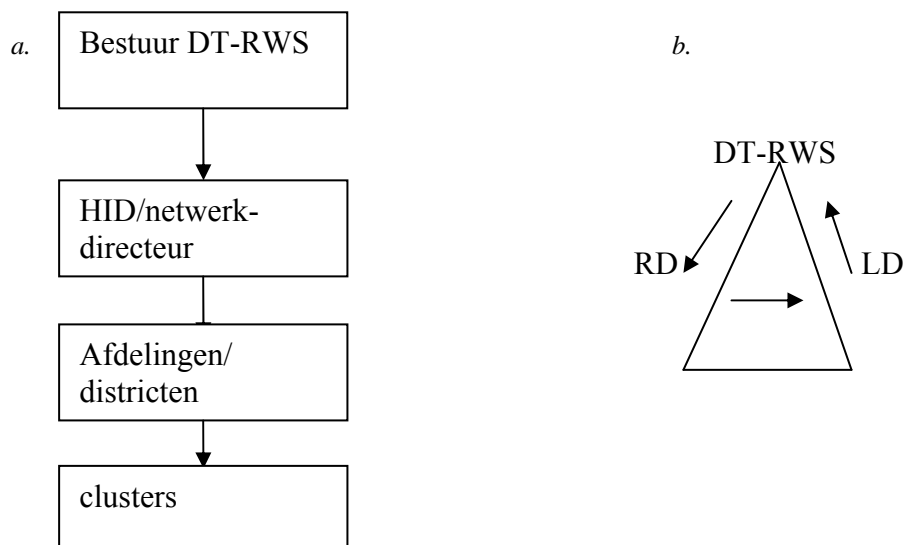 a.
Bestuur DT-RWS
HID/netwerk-
directeur
Afdelingen/
districten
clusters
b.
DT-RWS
RD
LD